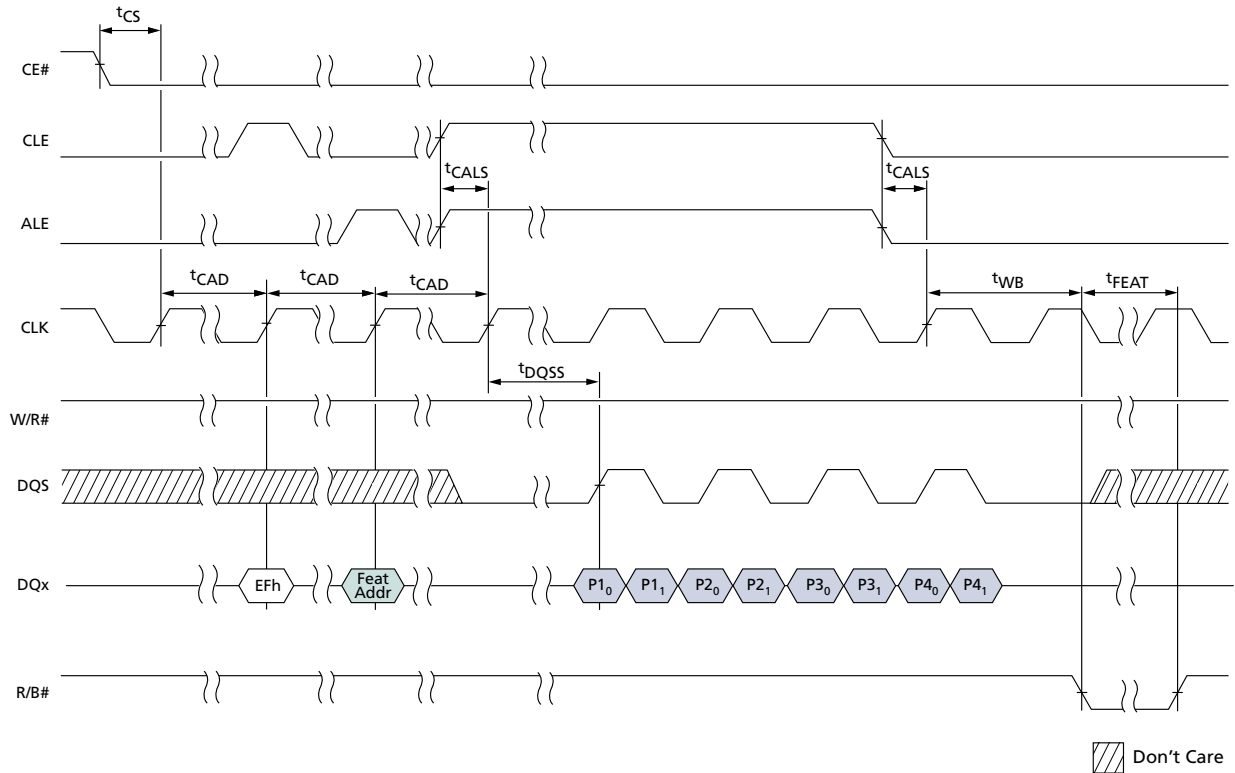 tCS
CE#
CLE
tCALS tCALS
ALE
tCAD tCAD tCAD tWB tFEAT
CLK
tDQSS
W/R#
DQS
DQx EFh Feat Addr P1₀ P1₁ P2₀ P2₁ P3₀ P3₁ P4₀ P4₁
R/B#
Don't Care